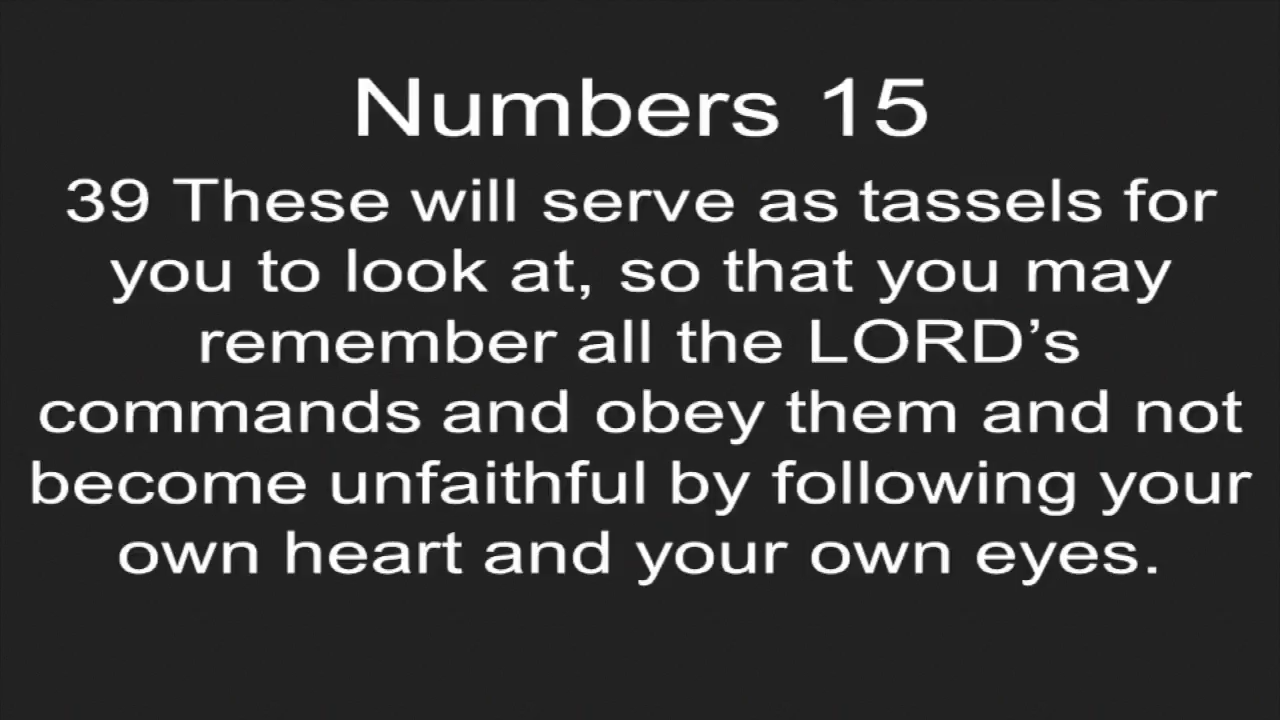 Numbers 15
39 These will serve as tassels for
you to look at, so that you may
remember all the LORD’s
commands and obey them and not
become unfaithful by following your
own heart and your own eyes.